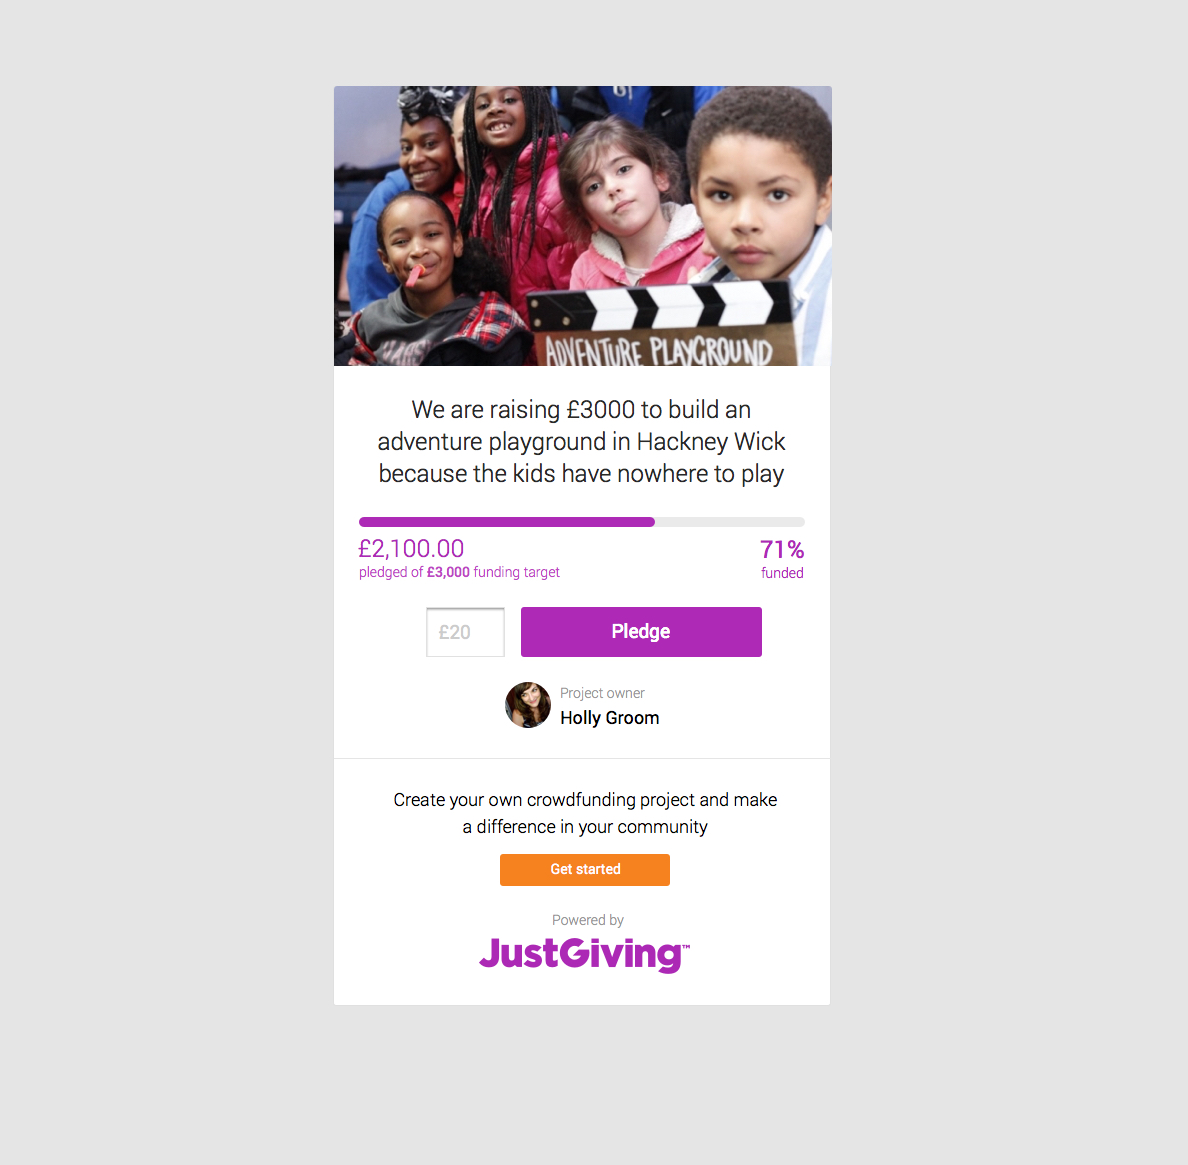 ADVENTURE PLAYGROUND
We are raising £3000 to build an
adventure playground in Hackney Wick
because the kids have nowhere to play
£2,100.00
71%
pledged of £3,000 funding target
funded
£20
Pledge
Project owner
Holly Groom
Create your own crowdfunding project and make
a difference in your community
Get started
Powered by
JustGiving™